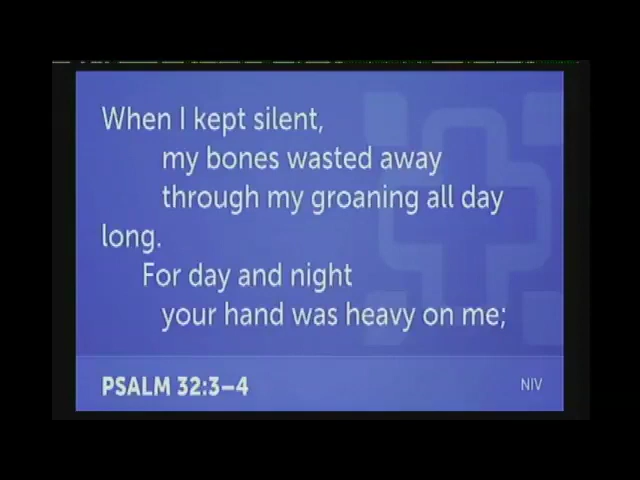 When I kept silent,
my bones wasted away
through my groaning all day
long.
For day and night
your hand was heavy on me;
PSALM 32:3–4
NIV